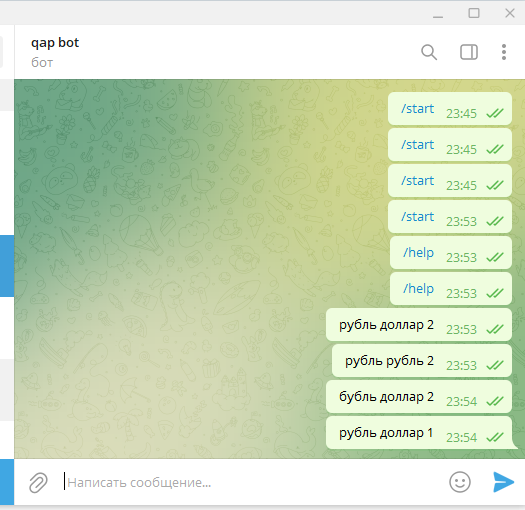 qap bot
бот
/start 23:45
/start 23:45
/start 23:45
/start 23:53
/help 23:53
/help 23:53
рубль доллар 2 23:53
рубль рубль 2 23:53
бубль доллар 2 23:54
рубль доллар 1 23:54
Написать сообщение...